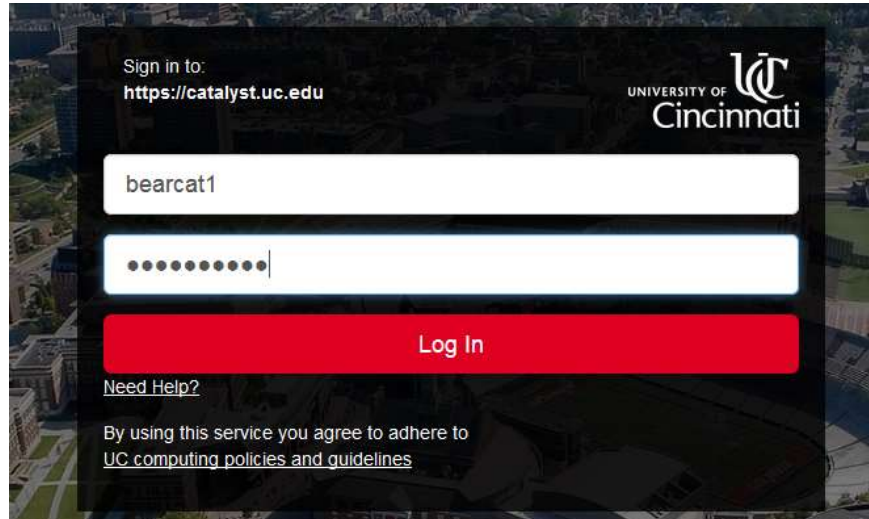 Sign in to:
https://catalyst.uc.edu
UC
UNIVERSITY OF
Cincinnati
bearcat1
●●●●●●●●●●
Log In
Need Help?
By using this service you agree to adhere to
UC computing policies and guidelines